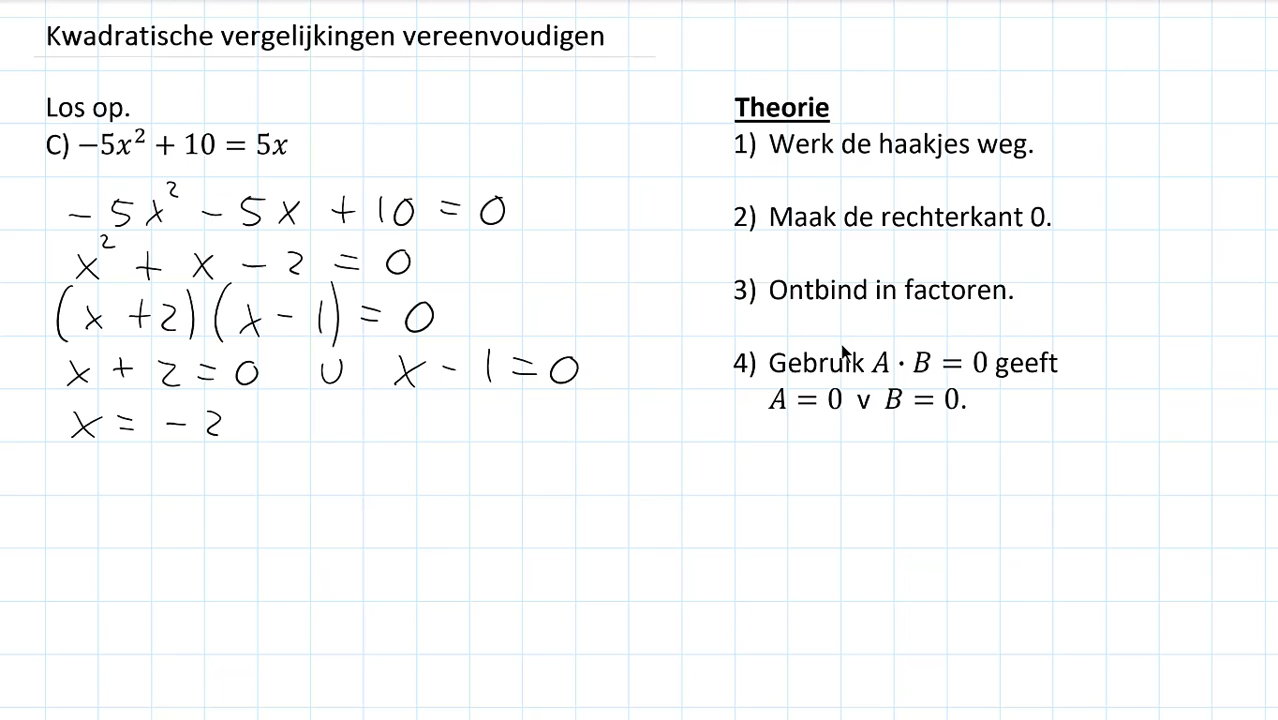 Kwadratische vergelijkingen vereenvoudigen
Los op.
C) −5x² + 10 = 5x
− 5x² − 5x + 10 = 0
x² + x − 2 = 0
(x + 2)(x − 1) = 0
x + 2 = 0 ∪ x − 1 = 0
x = − 2
Theorie
1) Werk de haakjes weg.
2) Maak de rechterkant 0.
3) Ontbind in factoren.
4) Gebruik A · B = 0 geeft
A = 0 v B = 0.